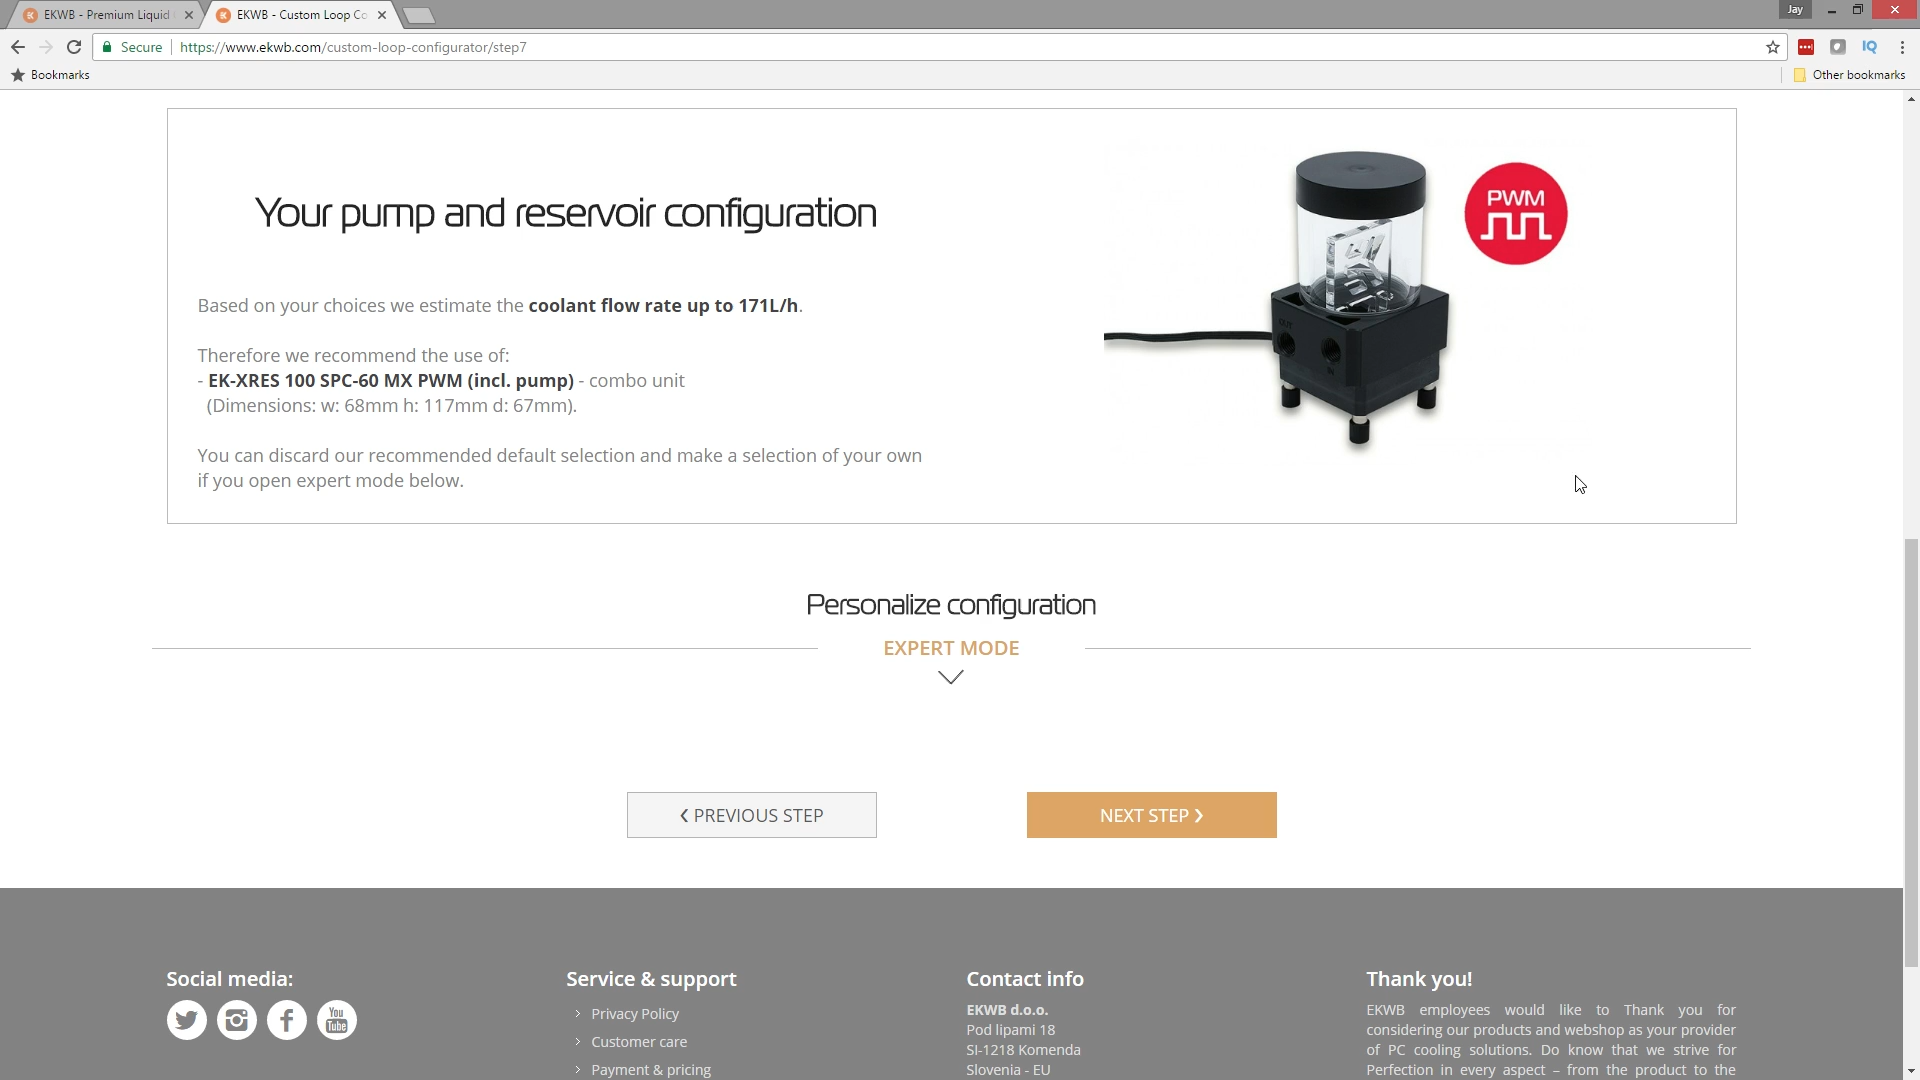 EKWB - Premium Liquid
EKWB - Custom Loop Co
Jay
Secure
https://www.ekwb.com/custom-loop-configurator/step7
IQ
Bookmarks
Other bookmarks
Your pump and reservoir configuration
PWM
Based on your choices we estimate the coolant flow rate up to 171L/h.
Therefore we recommend the use of:
- EK-XRES 100 SPC-60 MX PWM (incl. pump) - combo unit
(Dimensions: w: 68mm h: 117mm d: 67mm).
You can discard our recommended default selection and make a selection of your own
if you open expert mode below.
Personalize configuration
EXPERT MODE
PREVIOUS STEP
NEXT STEP
Social media:
You
Tube
Service & support
Privacy Policy
Customer care
Payment & pricing
Contact info
EKWB d.o.o.
Pod lipami 18
SI-1218 Komenda
Slovenia - EU
Thank you!
EKWB employees would like to Thank you for
considering our products and webshop as your provider
of PC cooling solutions. Do know that we strive for
Perfection in every aspect – from the product to the